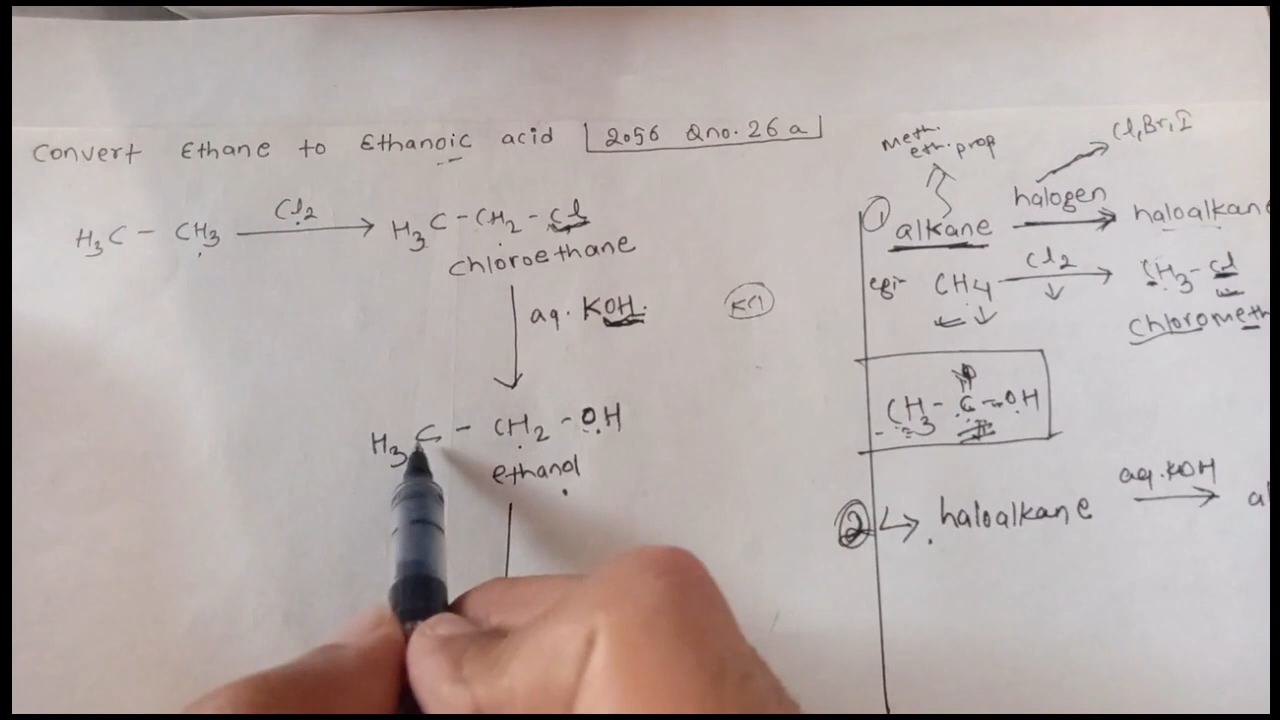 Convert Ethane to Ethanoic acid 2056 Qno. 26 a
H3C - CH3 Cl2 H3C - CH2 - Cl
chloroethane
aq. KOH.
KCl
H3C - CH2 - OH
ethanol
meth.
eth. prop
Cl, Br, I
1 alkane halogen haloalkane
eg:- CH4 Cl2 CH3 - Cl
chlorometh
CH3 - C - OH
2 haloalkane aq. KOH al